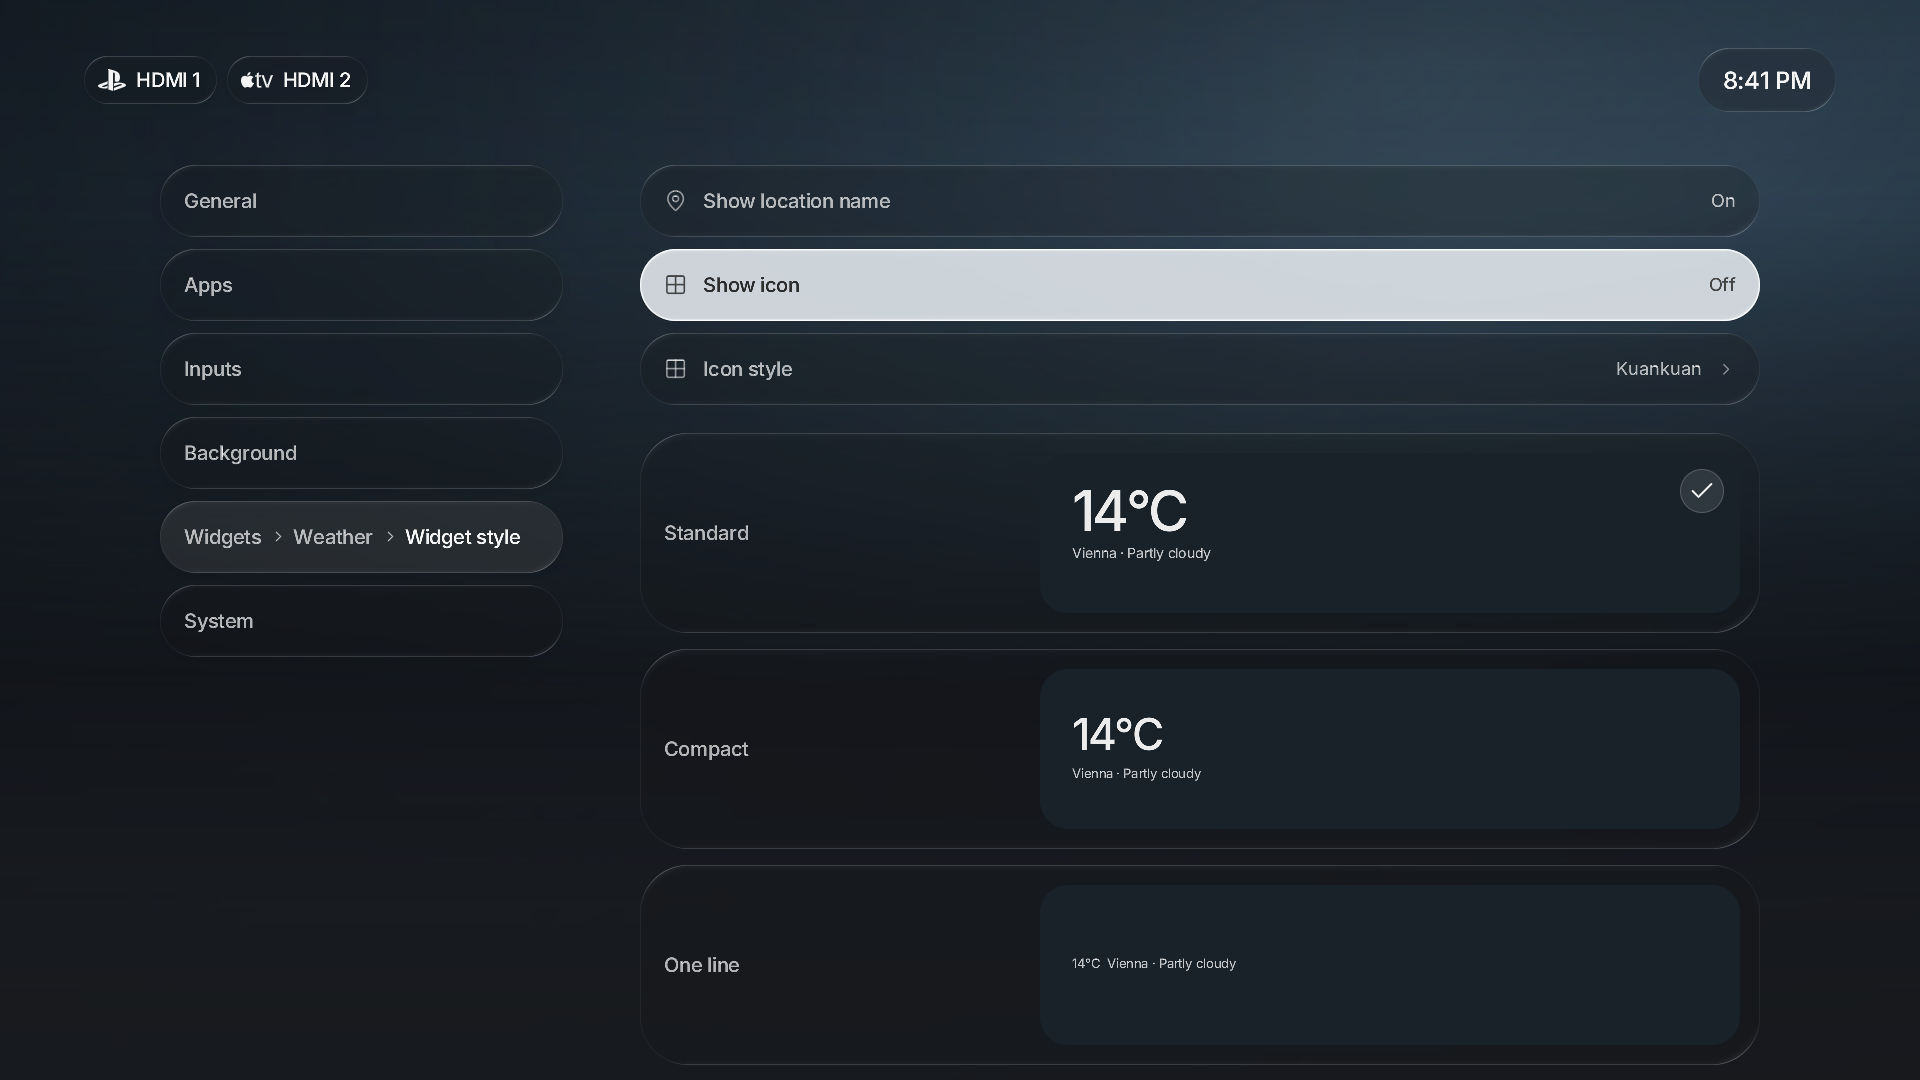 HDMI 1
tv HDMI 2
8:41 PM
General
Apps
Inputs
Background
Widgets > Weather > Widget style
System
Show location name
On
Show icon
Off
Icon style
Kuankuan >
Standard
14°C
Vienna · Partly cloudy
Compact
14°C
Vienna · Partly cloudy
One line
14°C Vienna · Partly cloudy